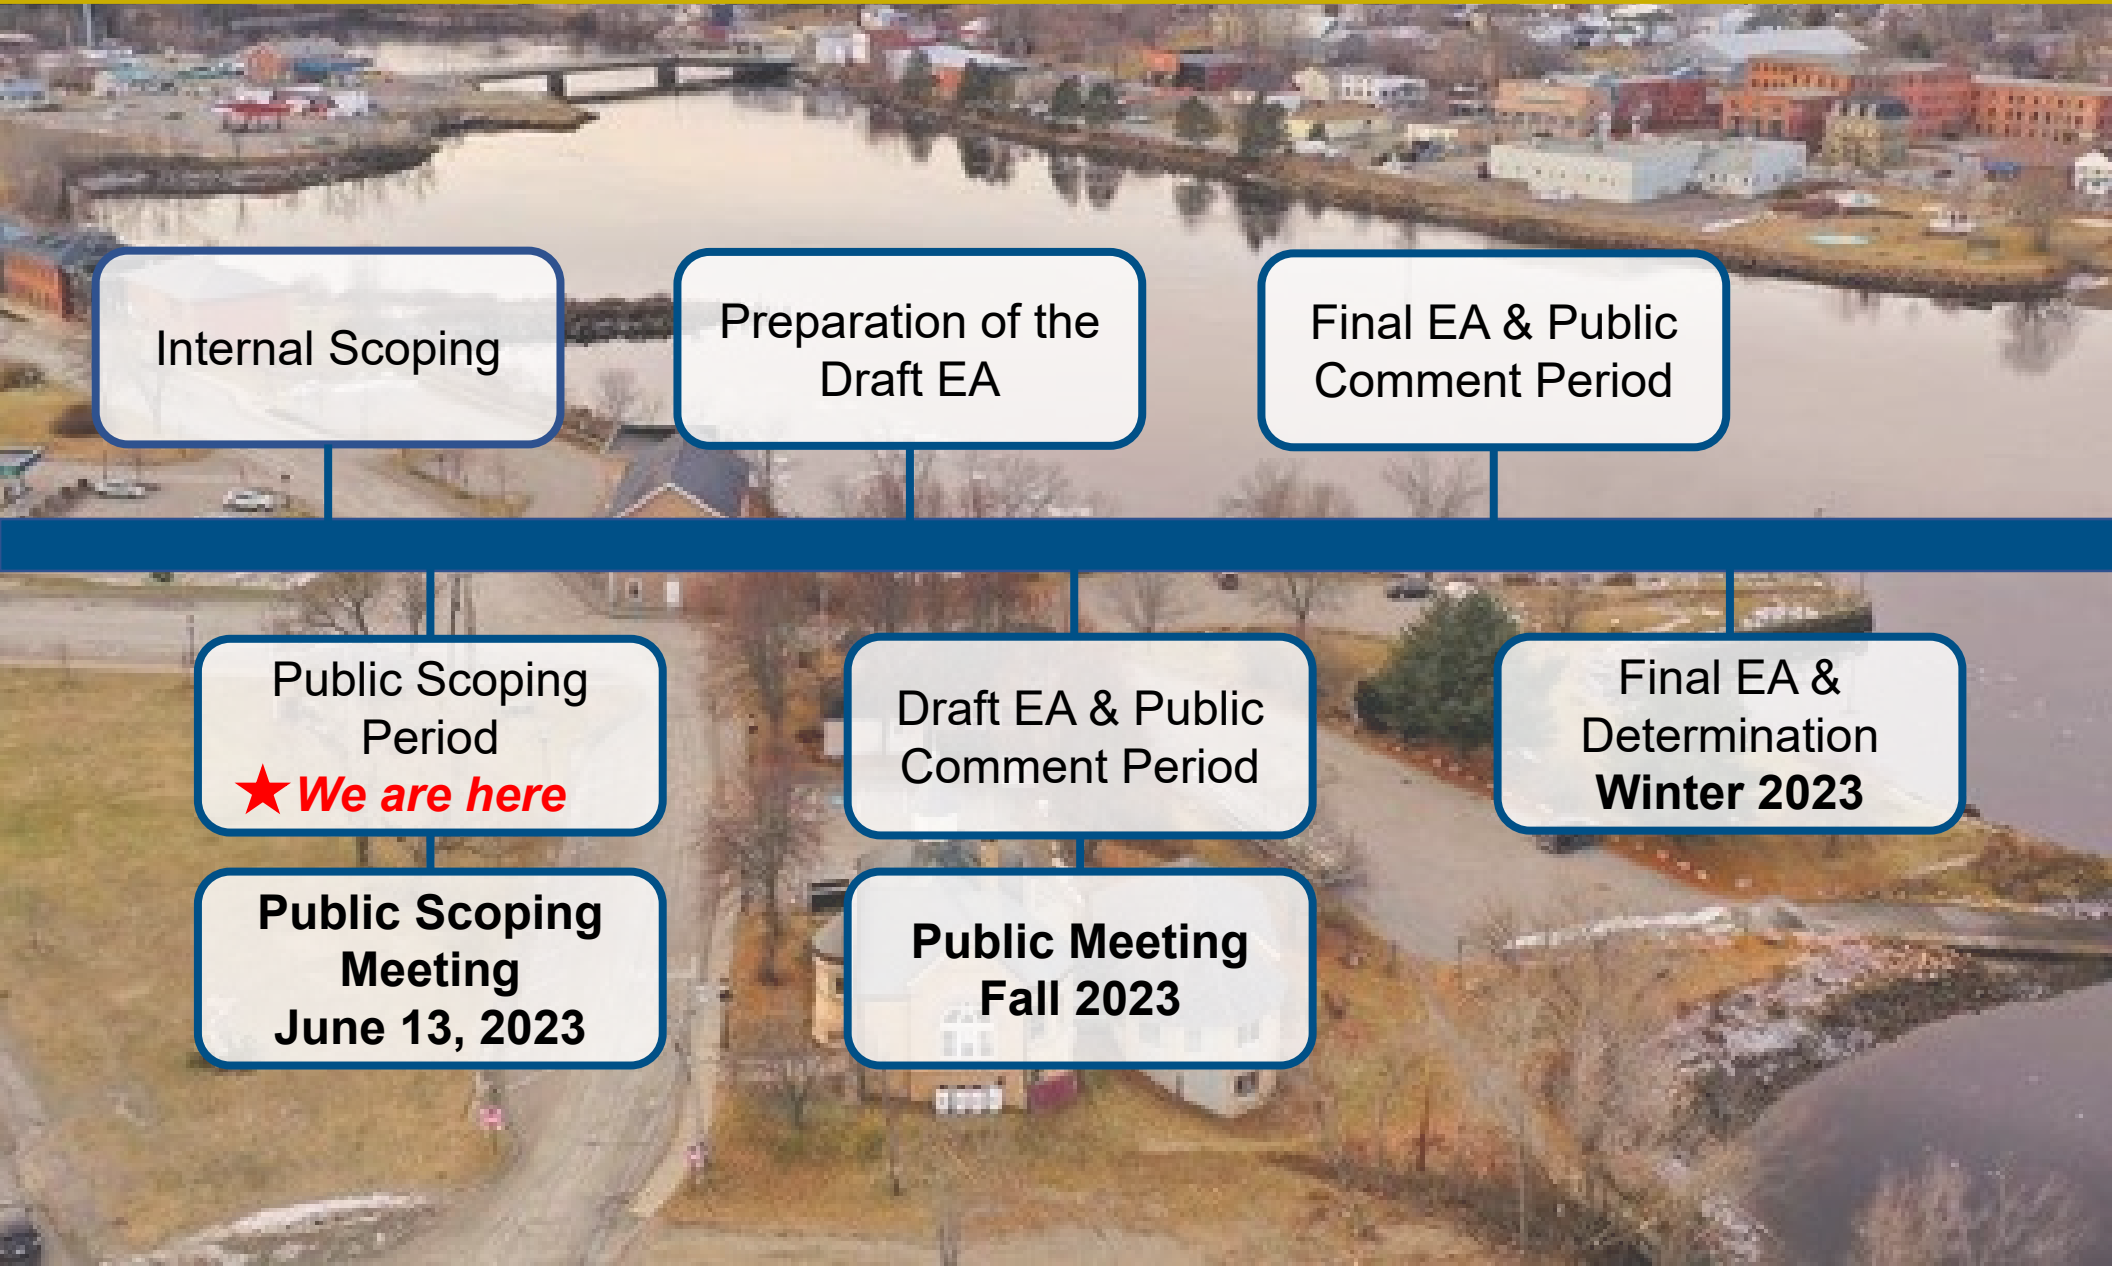 Internal Scoping
Preparation of the
Draft EA
Final EA & Public
Comment Period
Public Scoping
Period
We are here
Public Scoping
Meeting
June 13, 2023
Draft EA & Public
Comment Period
Public Meeting
Fall 2023
Final EA &
Determination
Winter 2023